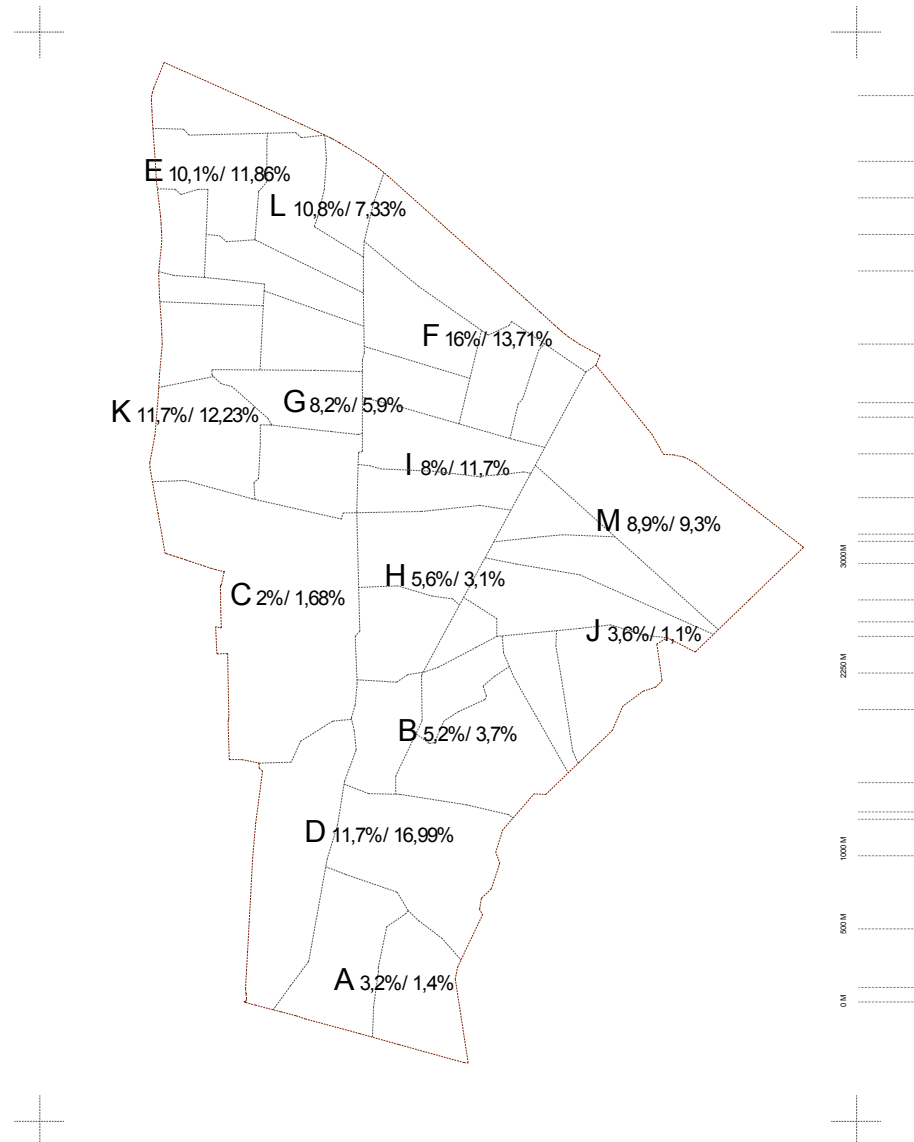 E 10,1%/ 11,86%
L 10,8%/ 7,33%
F 16%/ 13,71%
G 8,2%/ 5,9%
K 11,7%/ 12,23%
I 8%/ 11,7%
M 8,9%/ 9,3%
H 5,6%/ 3,1%
C 2%/ 1,68%
J 3,6%/ 1,1%
B 5,2%/ 3,7%
D 11,7%/ 16,99%
A 3,2%/ 1,4%
3000 M
2250 M
1000 M
500 M
0 M